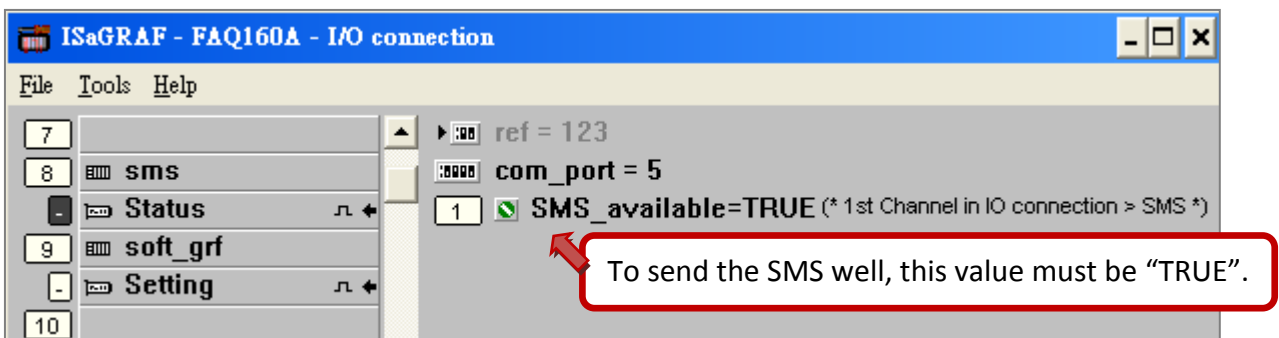 ISaGRAF - FAQ160A - I/O connection
File Tools Help
7
8 sms
- Status
9 soft_grf
- Setting
10
ref = 123
com_port = 5
1 SMS_available=TRUE (* 1st Channel in IO connection > SMS *)
To send the SMS well, this value must be “TRUE”.